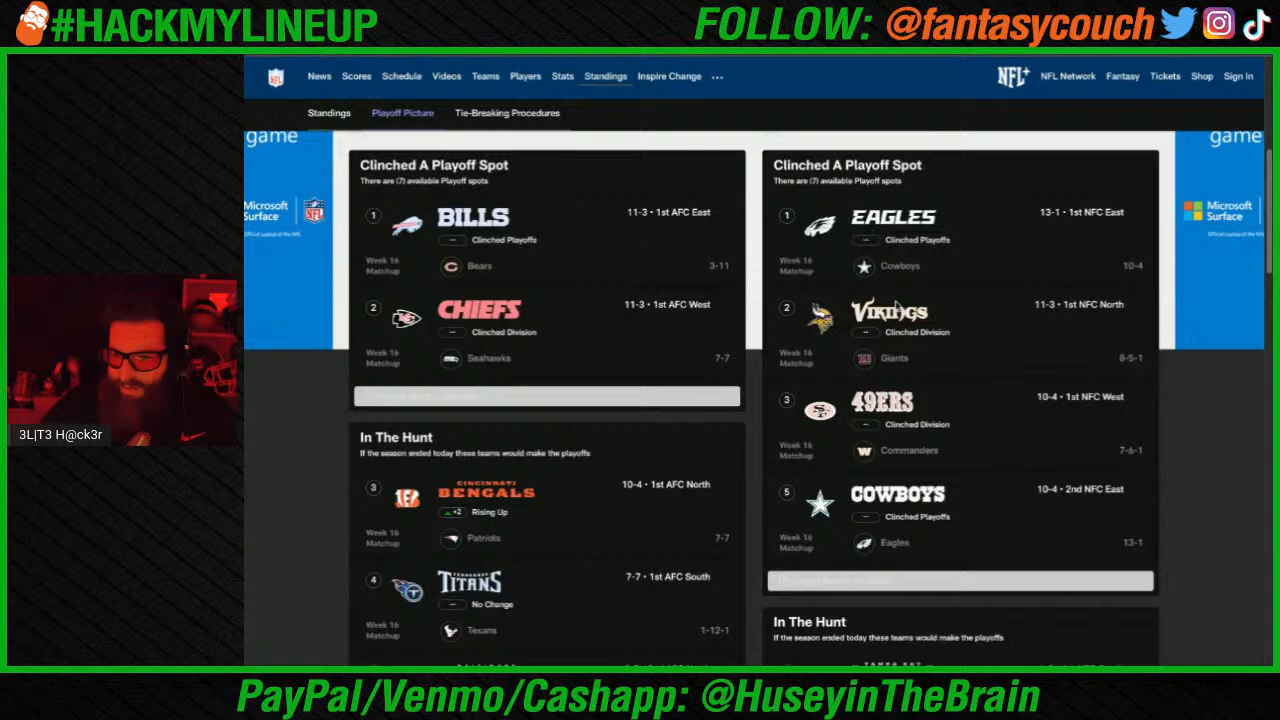 #HACKMYLINEUP
FOLLOW: @fantasycouch
News Scores Schedule Videos Teams Players Stats Standings Inspire Change ...
NFL+ NFL Network Fantasy Tickets Shop Sign In
Standings Playoff Picture Tie-Breaking Procedures
game
Microsoft
Surface
NFL
Clinched A Playoff Spot
There are (7) available Playoff spots
1 BILLS 11-3 • 1st AFC East
-- Clinched Playoffs
Week 16
Matchup
Bears 3-11
2 CHIEFS 11-3 • 1st AFC West
-- Clinched Division
Week 16
Matchup
Seahawks 7-7
In The Hunt
If the season ended today these teams would make the playoffs
3 CINCINNATI
BENGALS 10-4 • 1st AFC North
+2 Rising Up
Week 16
Matchup
Patriots 7-7
4 TITANS 7-7 • 1st AFC South
-- No Change
Week 16
Matchup
Texans 1-12-1
Clinched A Playoff Spot
There are (7) available Playoff spots
1 EAGLES 13-1 • 1st NFC East
-- Clinched Playoffs
Week 16
Matchup
Cowboys 10-4
2 VIKINGS 11-3 • 1st NFC North
-- Clinched Division
Week 16
Matchup
Giants 8-5-1
3 49ERS 10-4 • 1st NFC West
-- Clinched Division
Week 16
Matchup
Commanders 7-6-1
5 COWBOYS 10-4 • 2nd NFC East
-- Clinched Playoffs
Week 16
Matchup
Eagles 13-1
In The Hunt
If the season ended today these teams would make the playoffs
game
Microsoft
Surface
3L|T3 H@ck3r
PayPal/Venmo/Cashapp: @HuseyinTheBrain